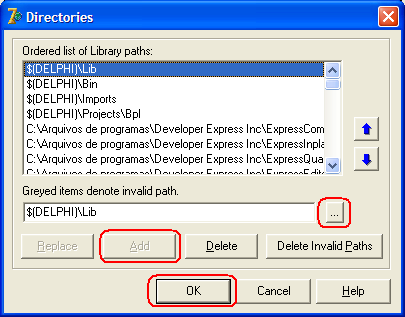 Directories
Ordered list of Library paths:
$(DELPHI)\Lib
$(DELPHI)\Bin
$(DELPHI)\Imports
$(DELPHI)\Projects\Bpl
C:\Arquivos de programas\Developer Express Inc\ExpressCom
C:\Arquivos de programas\Developer Express Inc\ExpressInpla
C:\Arquivos de programas\Developer Express Inc\ExpressQua
C:\Arquivos de programas\Developer Express Inc\ExpressEdito
Greyed items denote invalid path.
$(DELPHI)\Lib ...
Replace Add Delete Delete Invalid Paths
OK Cancel Help